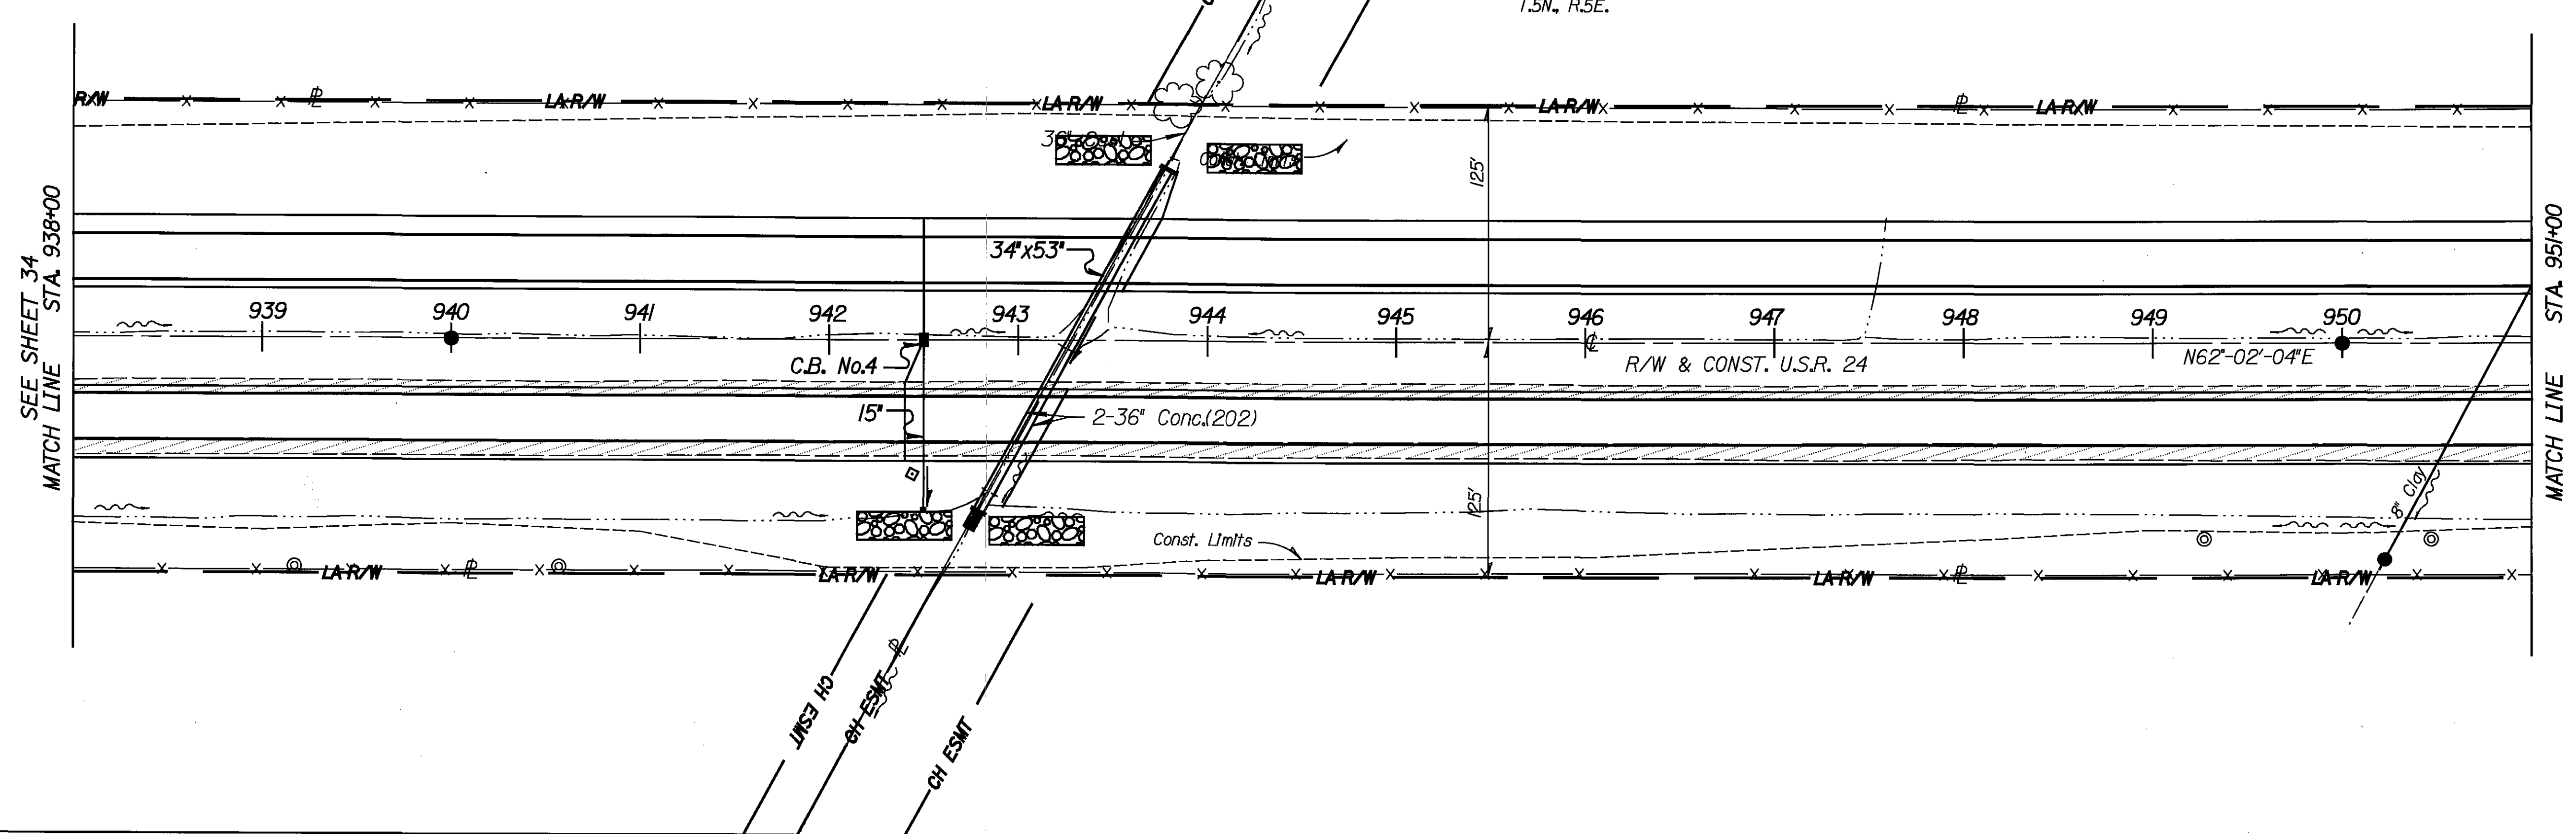 T.5N., R.5E.
R/W
LA R/W
LA R/W
LA R/W
LA R/W
36"
125'
SEE SHEET 34
MATCH LINE STA. 938+00
34"x53"
939
940
941
942
943
944
945
946
947
948
949
950
C.B. No.4
R/W & CONST. U.S.R. 24
N62°-02'-04"E
15"
2-36" Conc.(202)
125'
8" Clay
Const. Limits
LA R/W
LA R/W
LA R/W
LA R/W
LA R/W
CH ESMT
CH ESMT
CH ESMT
MATCH LINE STA. 951+00